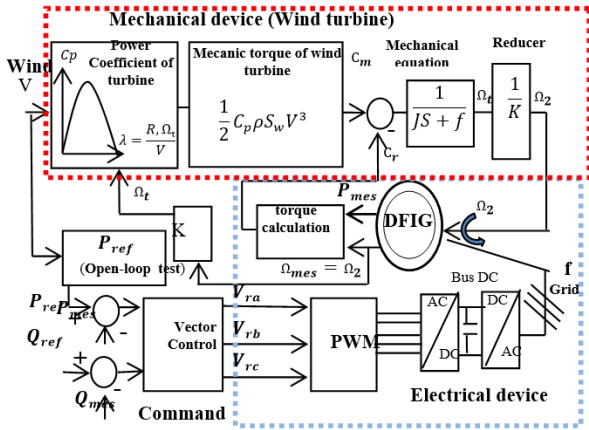 Mechanical device (Wind turbine)
Wind
V
Cp
Power
Coefficient of
turbine
λ = R, Ωt / V
Mecanic torque of wind
turbine
1/2 CpρSwV³
Cm
Mechanical
equation
1 / JS + f
Ωt
Reducer
1 / K
Ω2
-
Cr
Ωt
K
Pmes
torque
calculation
DFIG
Ω2
Ωmes = Ω2
Pref
(Open-loop test)
f
Grid
Bus DC
Pref
Pmes
+
-
Qref
+
-
Qmes
Vector
Control
Vra
Vrb
Vrc
PWM
AC
DC
DC
AC
Command
Electrical device